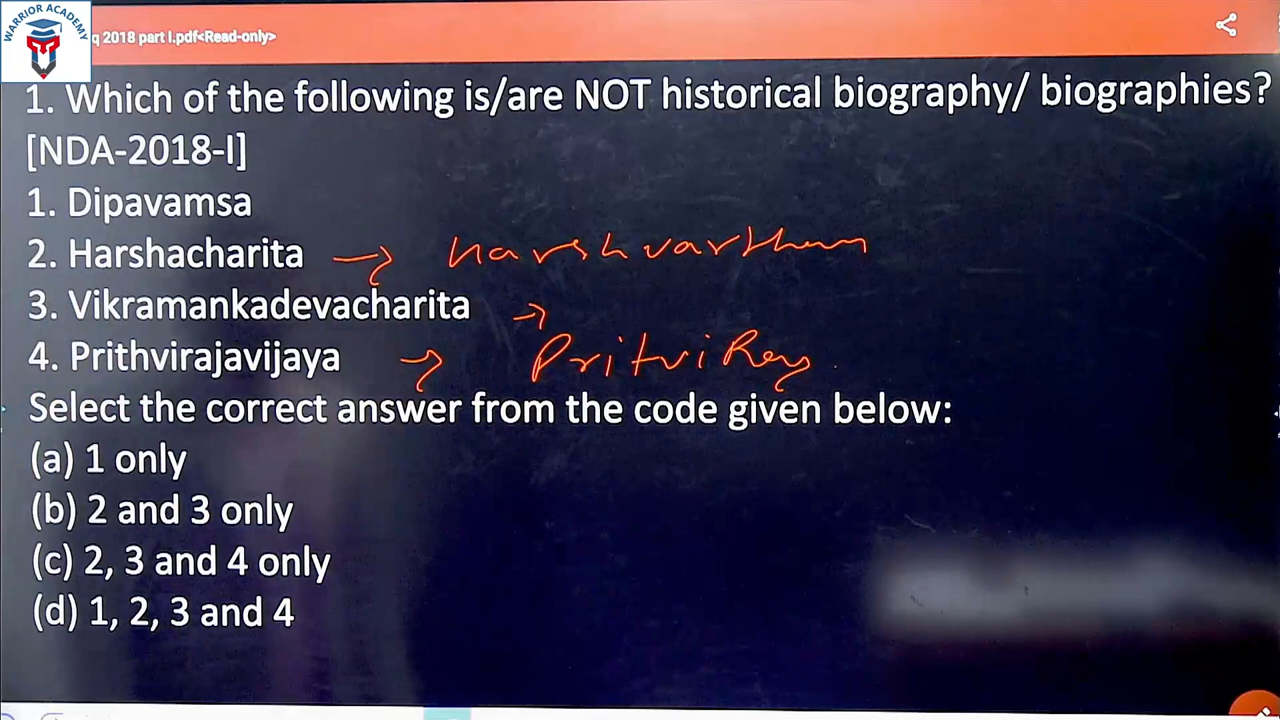 WARRIOR ACADEMY
q 2018 part I.pdf<Read-only>
1. Which of the following is/are NOT historical biography/ biographies?
[NDA-2018-I]
1. Dipavamsa
2. Harshacharita → Harshvarthan
3. Vikramankadevacharita →
4. Prithvirajavijaya → PritviRaj
Select the correct answer from the code given below:
(a) 1 only
(b) 2 and 3 only
(c) 2, 3 and 4 only
(d) 1, 2, 3 and 4